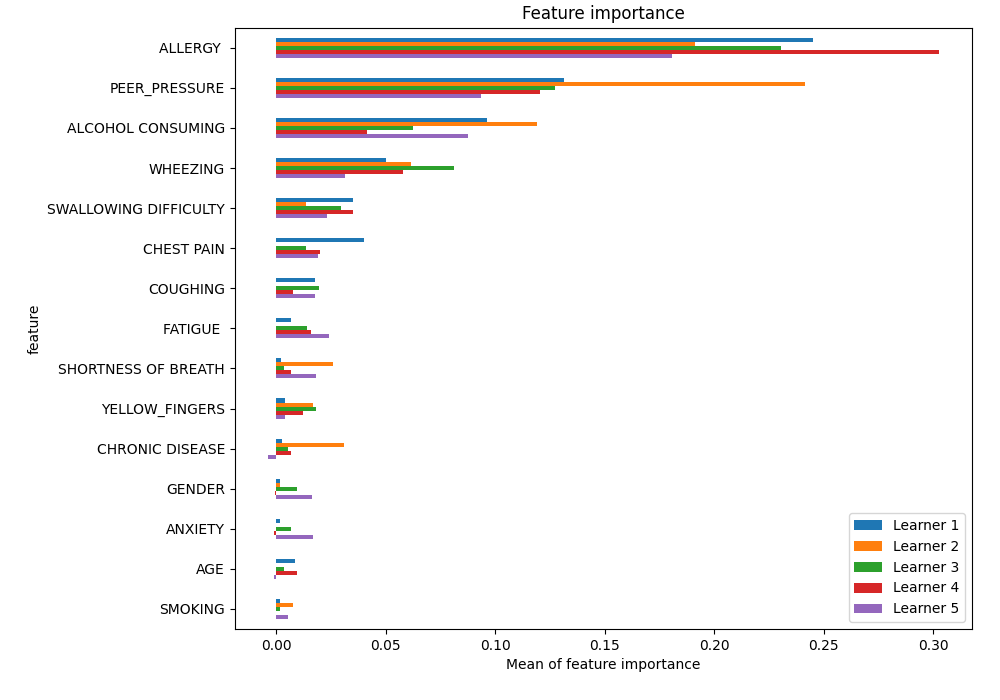 Feature importance
ALLERGY
PEER_PRESSURE
ALCOHOL CONSUMING
WHEEZING
SWALLOWING DIFFICULTY
CHEST PAIN
COUGHING
FATIGUE
SHORTNESS OF BREATH
YELLOW_FINGERS
CHRONIC DISEASE
GENDER
ANXIETY
AGE
SMOKING
feature
Learner 1
Learner 2
Learner 3
Learner 4
Learner 5
0.00 0.05 0.10 0.15 0.20 0.25 0.30
Mean of feature importance